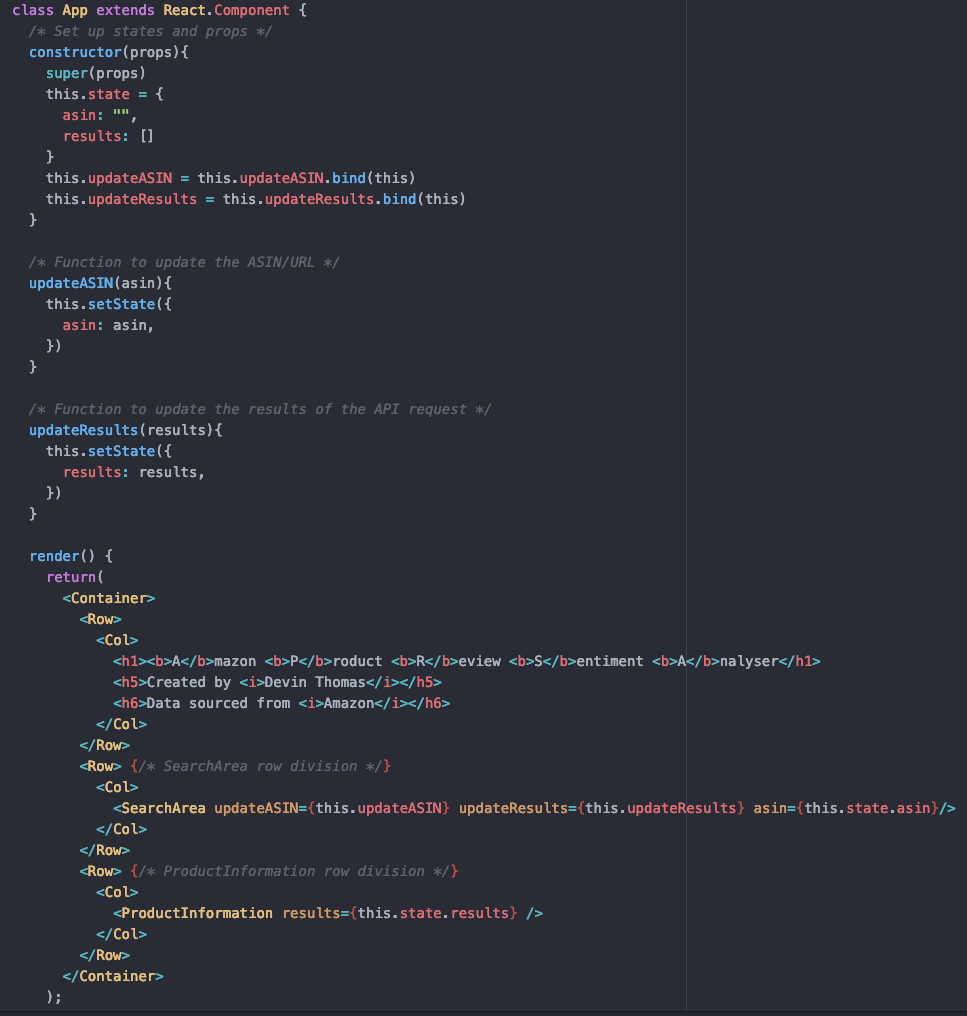 class App extends React.Component {
  /* Set up states and props */
  constructor(props){
    super(props)
    this.state = {
      asin: "",
      results: []
    }
    this.updateASIN = this.updateASIN.bind(this)
    this.updateResults = this.updateResults.bind(this)
  }

  /* Function to update the ASIN/URL */
  updateASIN(asin){
    this.setState({
      asin: asin,
    })
  }

  /* Function to update the results of the API request */
  updateResults(results){
    this.setState({
      results: results,
    })
  }

  render() {
    return(
      <Container>
        <Row>
          <Col>
            <h1><b>A</b>mazon <b>P</b>roduct <b>R</b>eview <b>S</b>entiment <b>A</b>nalyser</h1>
            <h5>Created by <i>Devin Thomas</i></h5>
            <h6>Data sourced from <i>Amazon</i></h6>
          </Col>
        </Row>
        <Row> {/* SearchArea row division */}
          <Col>
            <SearchArea updateASIN={this.updateASIN} updateResults={this.updateResults} asin={this.state.asin}/>
          </Col>
        </Row>
        <Row> {/* ProductInformation row division */}
          <Col>
            <ProductInformation results={this.state.results} />
          </Col>
        </Row>
      </Container>
    );